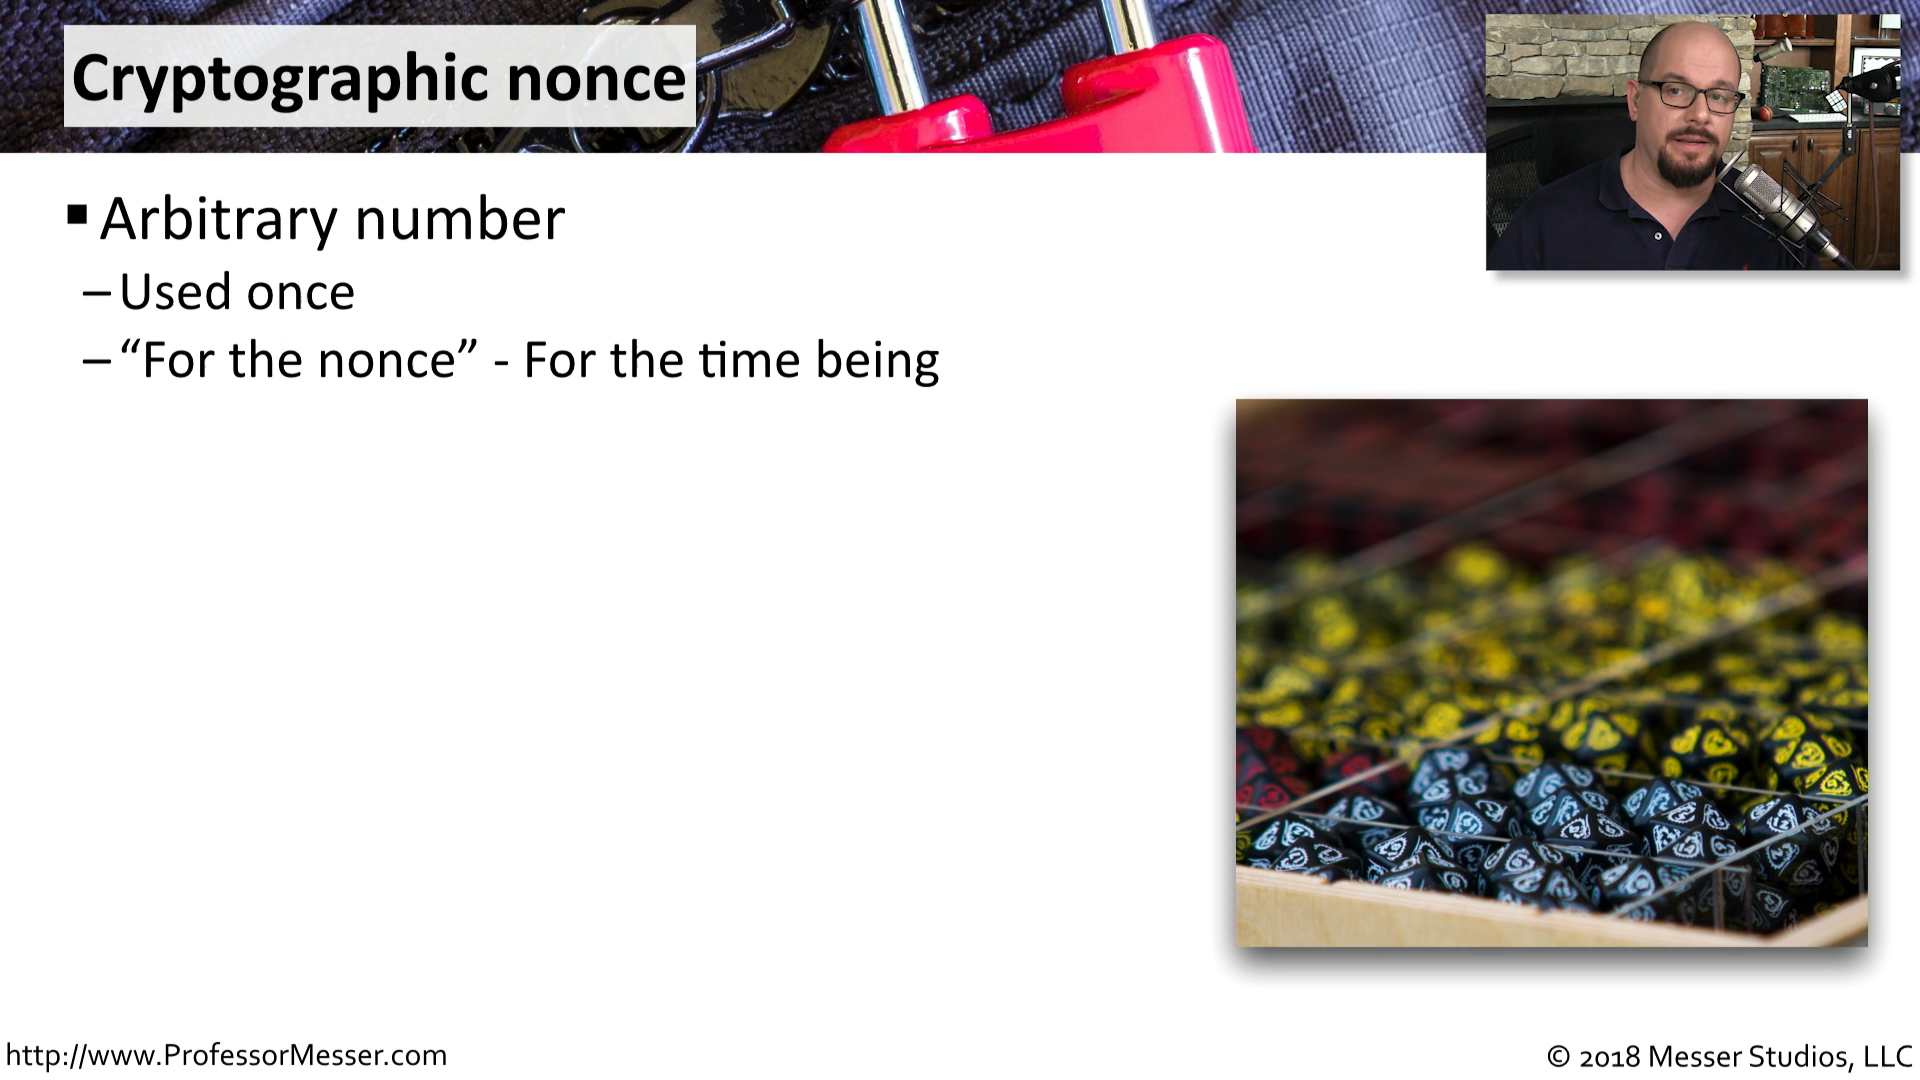 Cryptographic nonce
▪ Arbitrary number
– Used once
– “For the nonce” - For the time being
http://www.ProfessorMesser.com
© 2018 Messer Studios, LLC